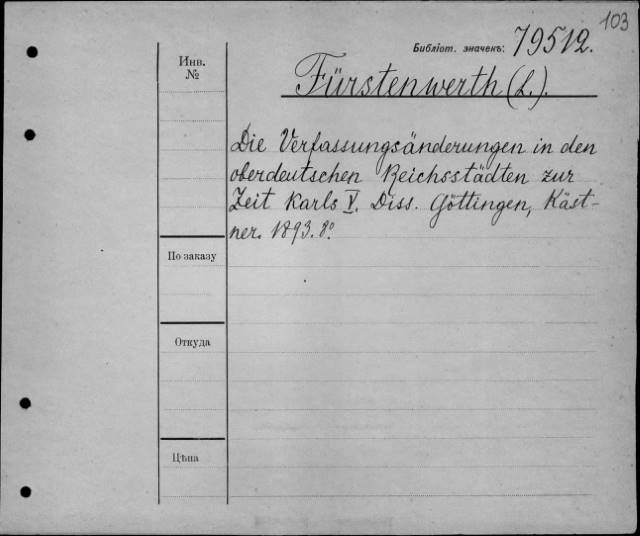 103
Библіот. значекъ: 79512.
Инв.
№
Fürstenwerth (L.).
Die Verfassungsänderungen in den
oberdeutschen Reichsstädten zur
Zeit Karls V. Diss. Göttingen, Käst-
ner. 1893. 8º.
По заказу
Откуда
Цѣна